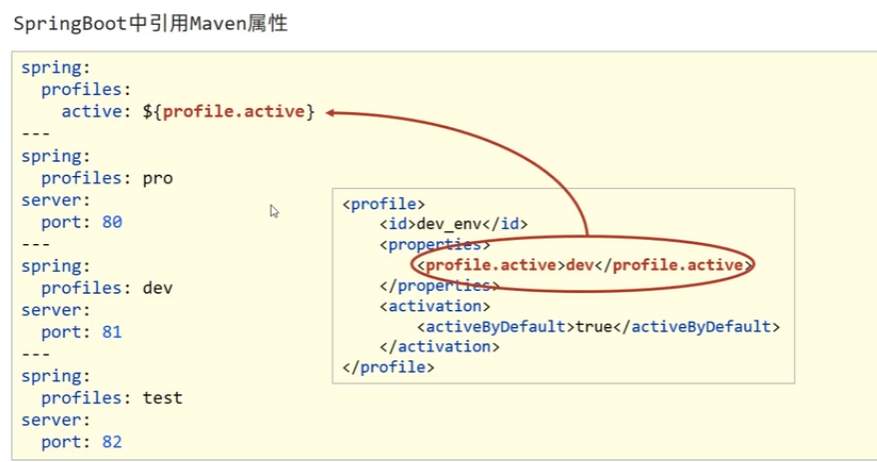 SpringBoot中引用Maven属性
spring:
  profiles:
    active: ${profile.active}
---
spring:
  profiles: pro
server:
  port: 80
---
spring:
  profiles: dev
server:
  port: 81
---
spring:
  profiles: test
server:
  port: 82
<profile>
    <id>dev_env</id>
    <properties>
        <profile.active>dev</profile.active>
    </properties>
    <activation>
        <activeByDefault>true</activeByDefault>
    </activation>
</profile>